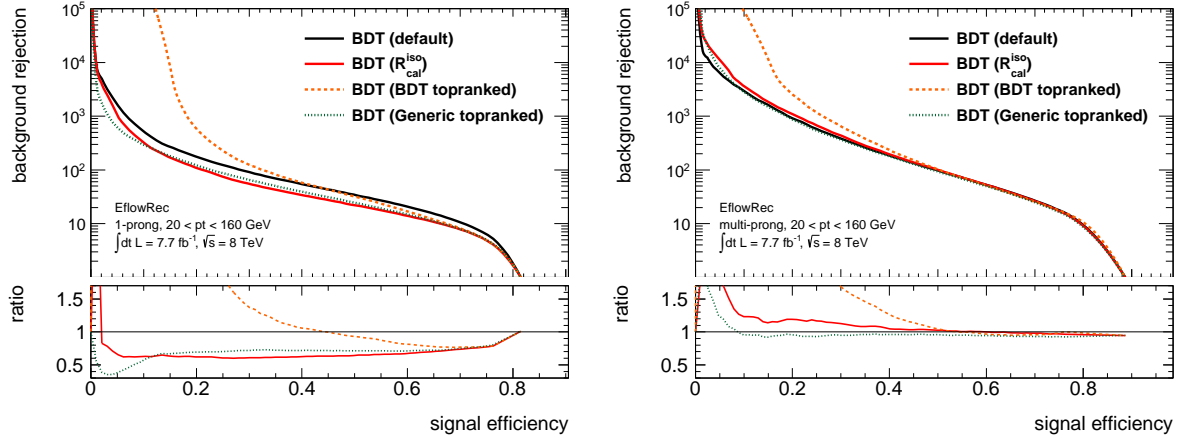 background rejection
10^5
10^4
10^3
10^2
10
BDT (default)
BDT (R^iso_cal)
BDT (BDT topranked)
BDT (Generic topranked)
EflowRec
1-prong, 20 < pt < 160 GeV
∫dt L = 7.7 fb^-1, √s = 8 TeV
ratio
1.5
1
0.5
0 0.2 0.4 0.6 0.8
signal efficiency
background rejection
10^5
10^4
10^3
10^2
10
BDT (default)
BDT (R^iso_cal)
BDT (BDT topranked)
BDT (Generic topranked)
EflowRec
multi-prong, 20 < pt < 160 GeV
∫dt L = 7.7 fb^-1, √s = 8 TeV
ratio
1.5
1
0.5
0 0.2 0.4 0.6 0.8
signal efficiency